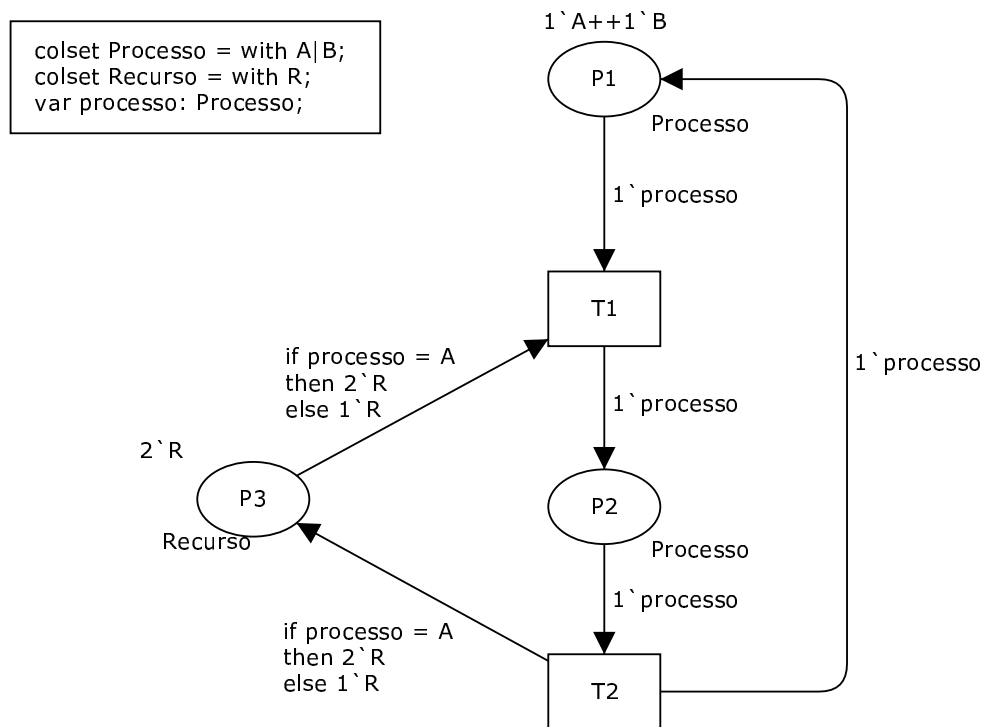 colset Processo = with A|B;
colset Recurso = with R;
var processo: Processo;
1`A++1`B
P1
Processo
1`processo
T1
if processo = A
then 2`R
else 1`R
1`processo
1`processo
2`R
P3
Recurso
P2
Processo
1`processo
if processo = A
then 2`R
else 1`R
T2